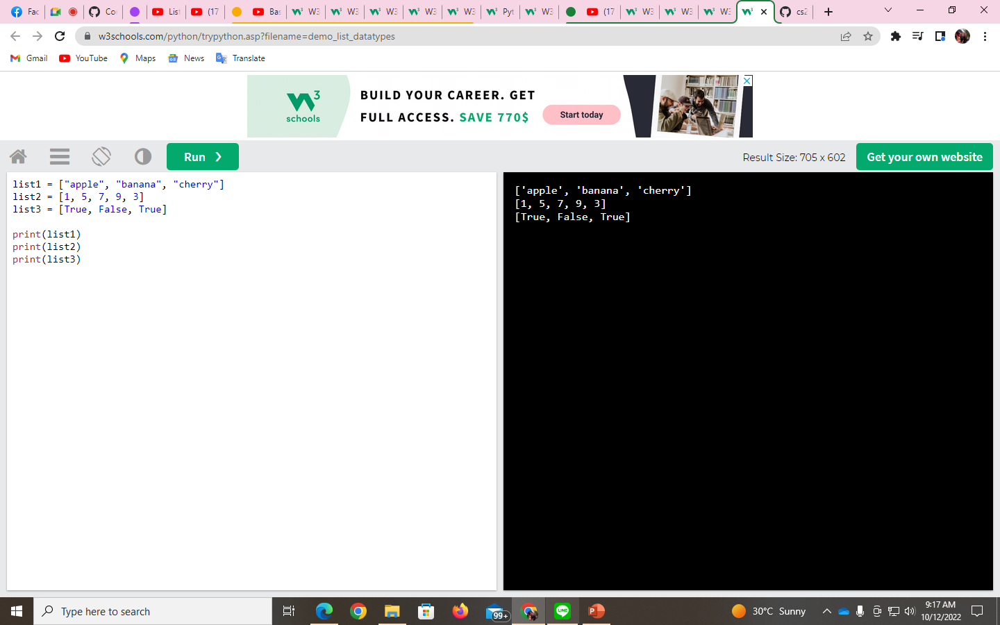 Fac
Co
List
(17
Bas
W3
W3
W3
W3
W3
Pyt
W3
(17
W3
W3
W3
cs2
w3schools.com/python/trypython.asp?filename=demo_list_datatypes
Gmail
YouTube
Maps
News
Translate
W3
schools
BUILD YOUR CAREER. GET
FULL ACCESS. SAVE 770$
Start today
Run ❯
Result Size: 705 x 602
Get your own website
list1 = ["apple", "banana", "cherry"]
list2 = [1, 5, 7, 9, 3]
list3 = [True, False, True]
print(list1)
print(list2)
print(list3)
['apple', 'banana', 'cherry']
[1, 5, 7, 9, 3]
[True, False, True]
Type here to search
99+
LINE
30°C Sunny
9:17 AM
10/12/2022